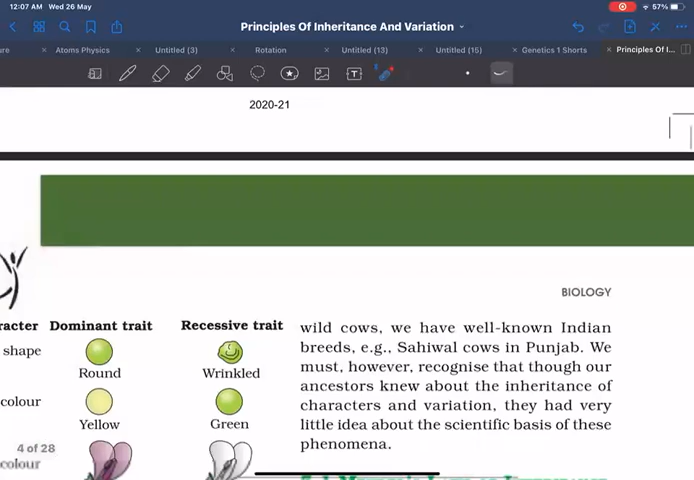 12:07 AM Wed 26 May
57%
Principles Of Inheritance And Variation
Atoms Physics
Untitled (3)
Rotation
Untitled (13)
Untitled (15)
Genetics 1 Shorts
Principles Of I...
2020-21
BIOLOGY
Dominant trait
Recessive trait
shape
Round
Wrinkled
colour
Yellow
Green
4 of 28
colour
wild cows, we have well-known Indian
breeds, e.g., Sahiwal cows in Punjab. We
must, however, recognise that though our
ancestors knew about the inheritance of
characters and variation, they had very
little idea about the scientific basis of these
phenomena.